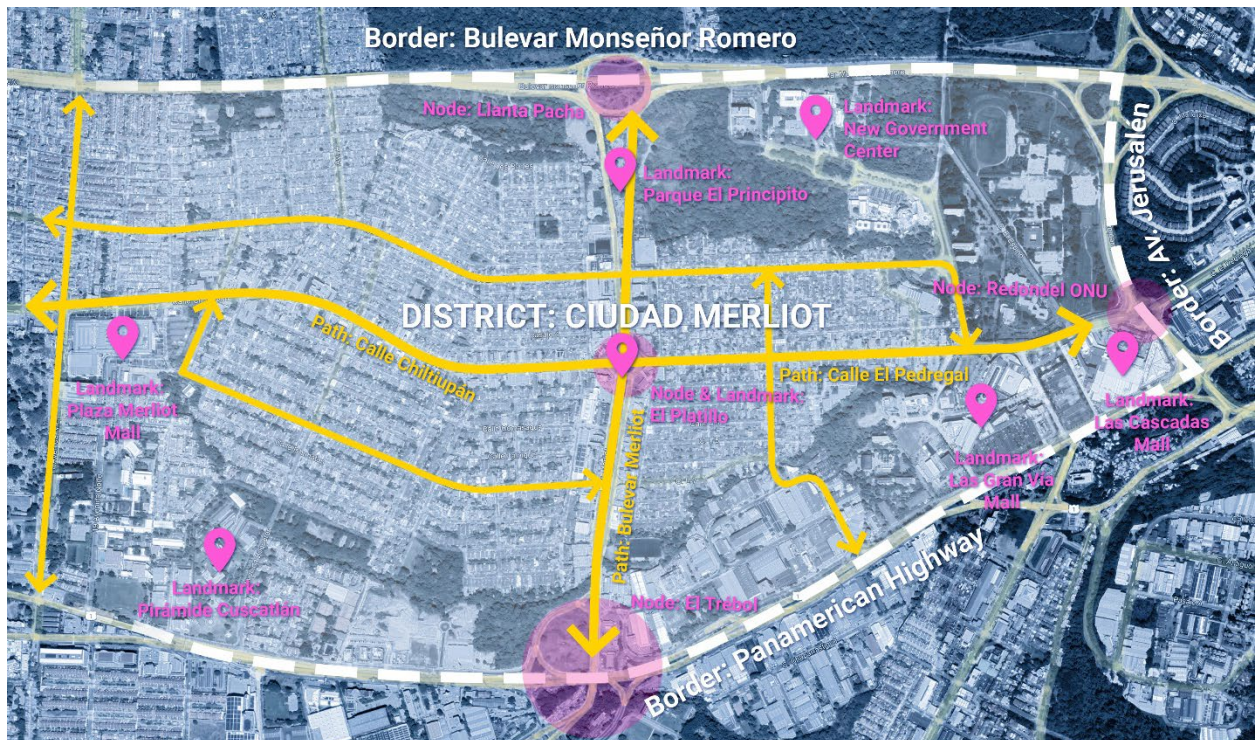 Border: Bulevar Monseñor Romero
Node: Llanta Pacha
Landmark:
New Government
Center
Landmark:
Parque El Principito
Border: Av. Jerusalén
Node: Redondel ONU
DISTRICT: CIUDAD MERLIOT
Path: Calle Chiltiupán
Path: Calle El Pedregal
Landmark:
Plaza Merliot
Mall
Node & Landmark:
El Platillo
Landmark:
Las Cascadas
Mall
Landmark:
Las Gran Vía
Mall
Path: Bulevar Merliot
Landmark:
Pirámide Cuscatlán
Node: El Trébol
Border: Panamerican Highway